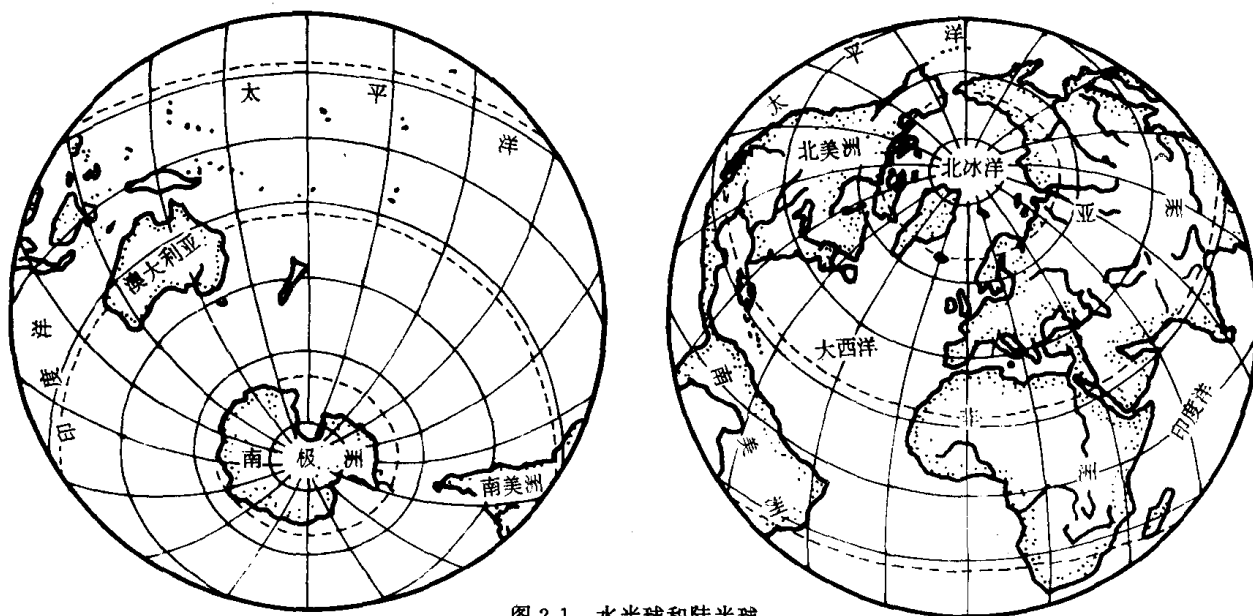 太平洋
澳大利亚
印度洋
南极洲
南美洲
太平洋
北美洲
北冰洋
亚
大西洋
南美洲
非洲
印度洋
图 2.1 水半球和陆半球